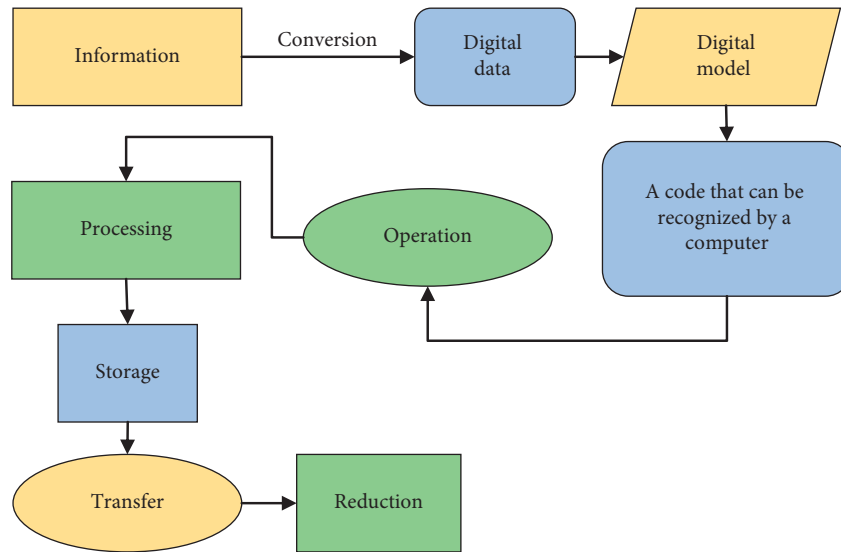 Information
Conversion
Digital
data
Digital
model
A code that can be
recognized by a
computer
Operation
Processing
Storage
Transfer
Reduction